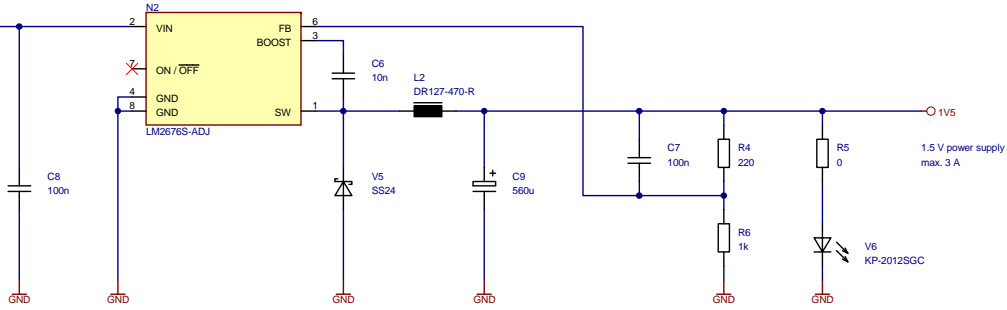 N2
2
VIN
FB
6
BOOST
3
7
ON / OFF
4
GND
8
GND
SW
1
LM2676S-ADJ
C6
10n
L2
DR127-470-R
1V5
1.5 V power supply
max. 3 A
C8
100n
V5
SS24
C9
560u
+
C7
100n
R4
220
R5
0
R6
1k
V6
KP-2012SGC
GND
GND
GND
GND
GND
GND